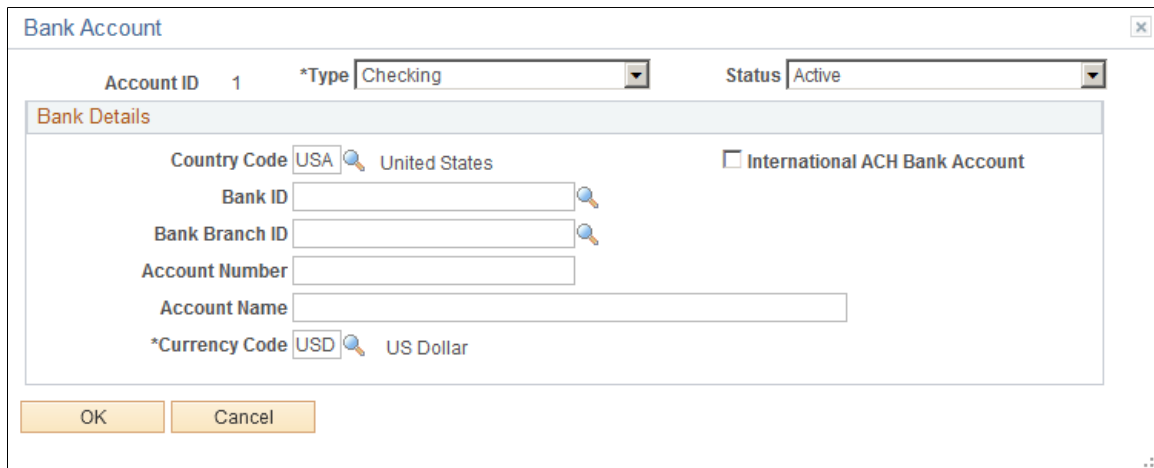 Bank Account
Account ID 1 *Type Checking Status Active
Bank Details
Country Code USA United States International ACH Bank Account
Bank ID
Bank Branch ID
Account Number
Account Name
*Currency Code USD US Dollar
OK Cancel